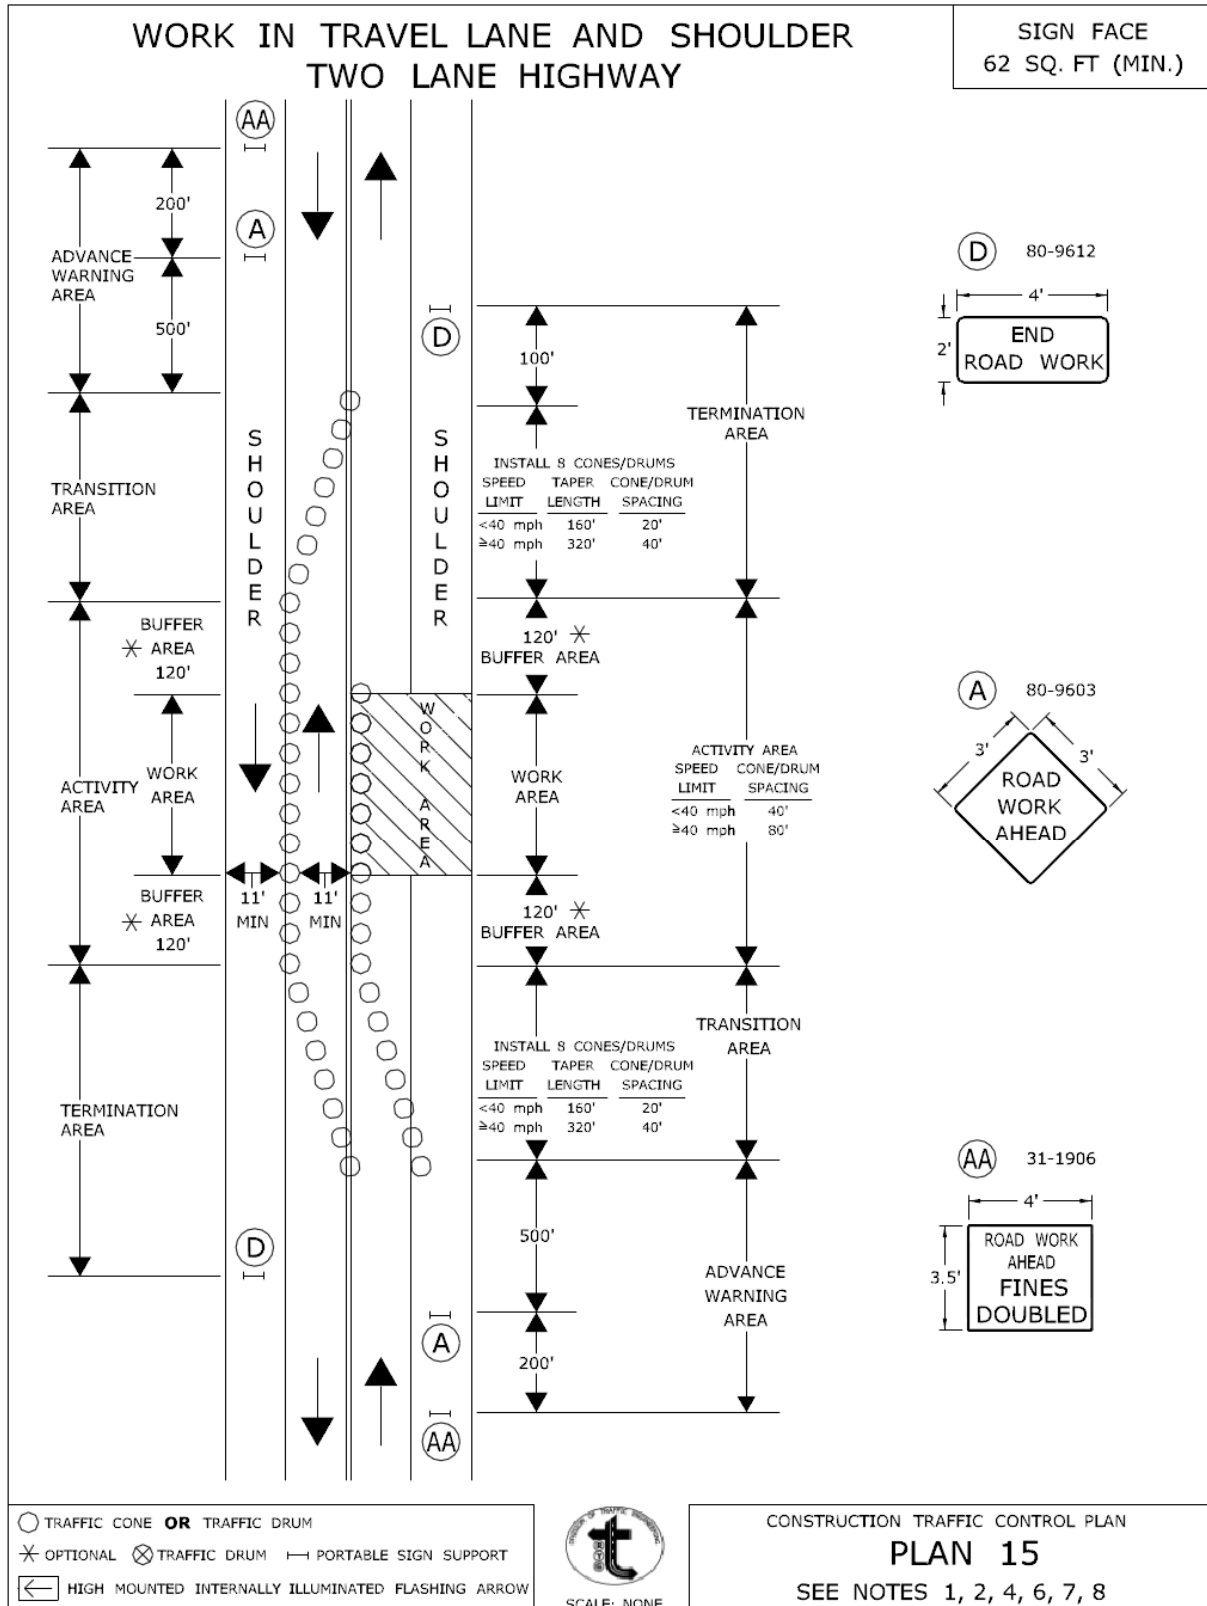 WORK IN TRAVEL LANE AND SHOULDER
TWO LANE HIGHWAY
SIGN FACE
62 SQ. FT (MIN.)
AA
200'
A
ADVANCE
WARNING
AREA
500'
TRANSITION
AREA
SHOULDER
BUFFER
AREA
120'
ACTIVITY
AREA
WORK
AREA
BUFFER
AREA
120'
11'
MIN
11'
MIN
TERMINATION
AREA
D
D
SHOULDER
WORK AREA
100'
TERMINATION
AREA
INSTALL 8 CONES/DRUMS
SPEED TAPER CONE/DRUM
LIMIT LENGTH SPACING
<40 mph 160' 20'
≥40 mph 320' 40'
120'
BUFFER AREA
WORK
AREA
ACTIVITY AREA
SPEED CONE/DRUM
LIMIT SPACING
<40 mph 40'
≥40 mph 80'
120'
BUFFER AREA
TRANSITION
AREA
INSTALL 8 CONES/DRUMS
SPEED TAPER CONE/DRUM
LIMIT LENGTH SPACING
<40 mph 160' 20'
≥40 mph 320' 40'
500'
ADVANCE
WARNING
AREA
A
200'
AA
D 80-9612
4'
2'
END
ROAD WORK
A 80-9603
3' 3'
ROAD
WORK
AHEAD
AA 31-1906
4'
3.5'
ROAD WORK
AHEAD
FINES
DOUBLED
TRAFFIC CONE OR TRAFFIC DRUM
OPTIONAL TRAFFIC DRUM PORTABLE SIGN SUPPORT
HIGH MOUNTED INTERNALLY ILLUMINATED FLASHING ARROW
DIVISION OF TRAFFIC ENGINEERING
SCALE: NONE
CONSTRUCTION TRAFFIC CONTROL PLAN
PLAN 15
SEE NOTES 1, 2, 4, 6, 7, 8